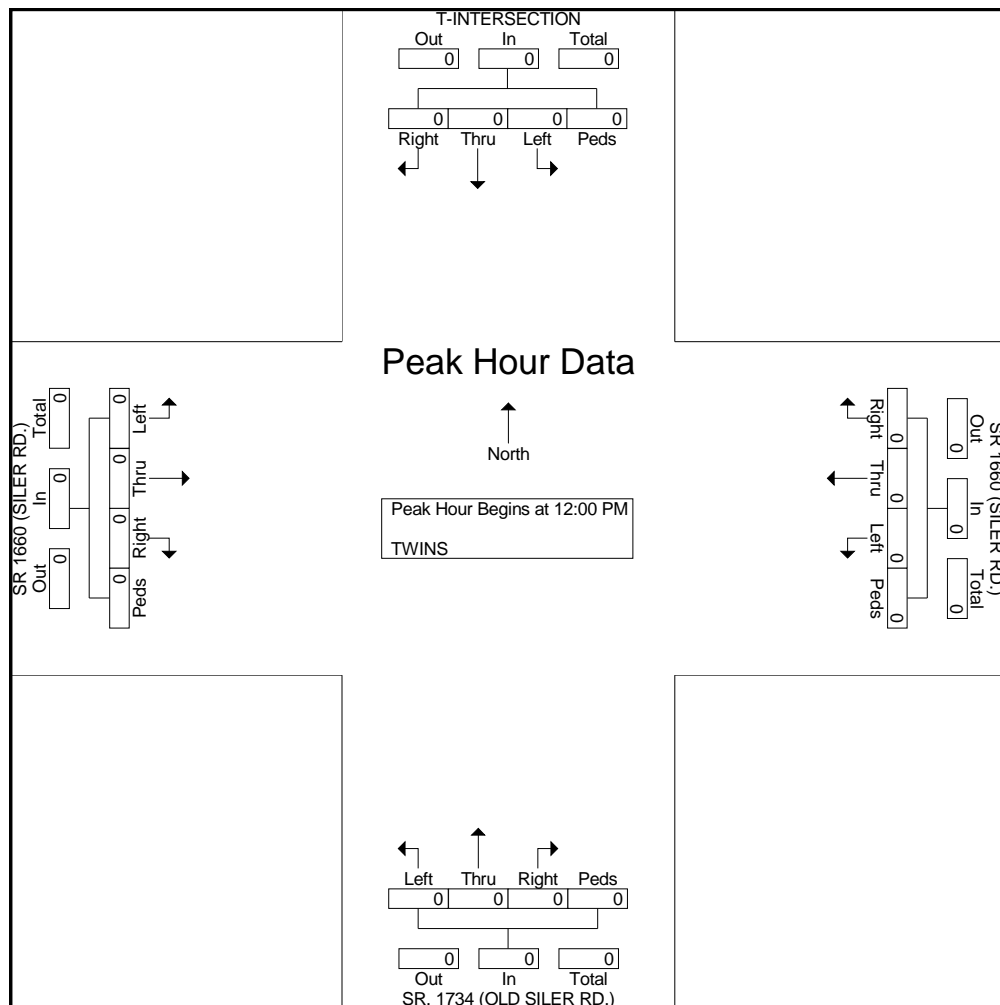 T-INTERSECTION
Out In Total
0 0 0
0 0 0 0
Right Thru Left Peds
Peak Hour Data
North
Peak Hour Begins at 12:00 PM
TWINS
SR 1660 (SILER RD.)
Out In Total
0 0 0
0 0 0 0
Left Thru Right Peds
SR 1660 (SILER RD.)
Out In Total
0 0 0
0 0 0 0
Right Thru Left Peds
Left Thru Right Peds
0 0 0 0
0 0 0
Out In Total
SR. 1734 (OLD SILER RD.)